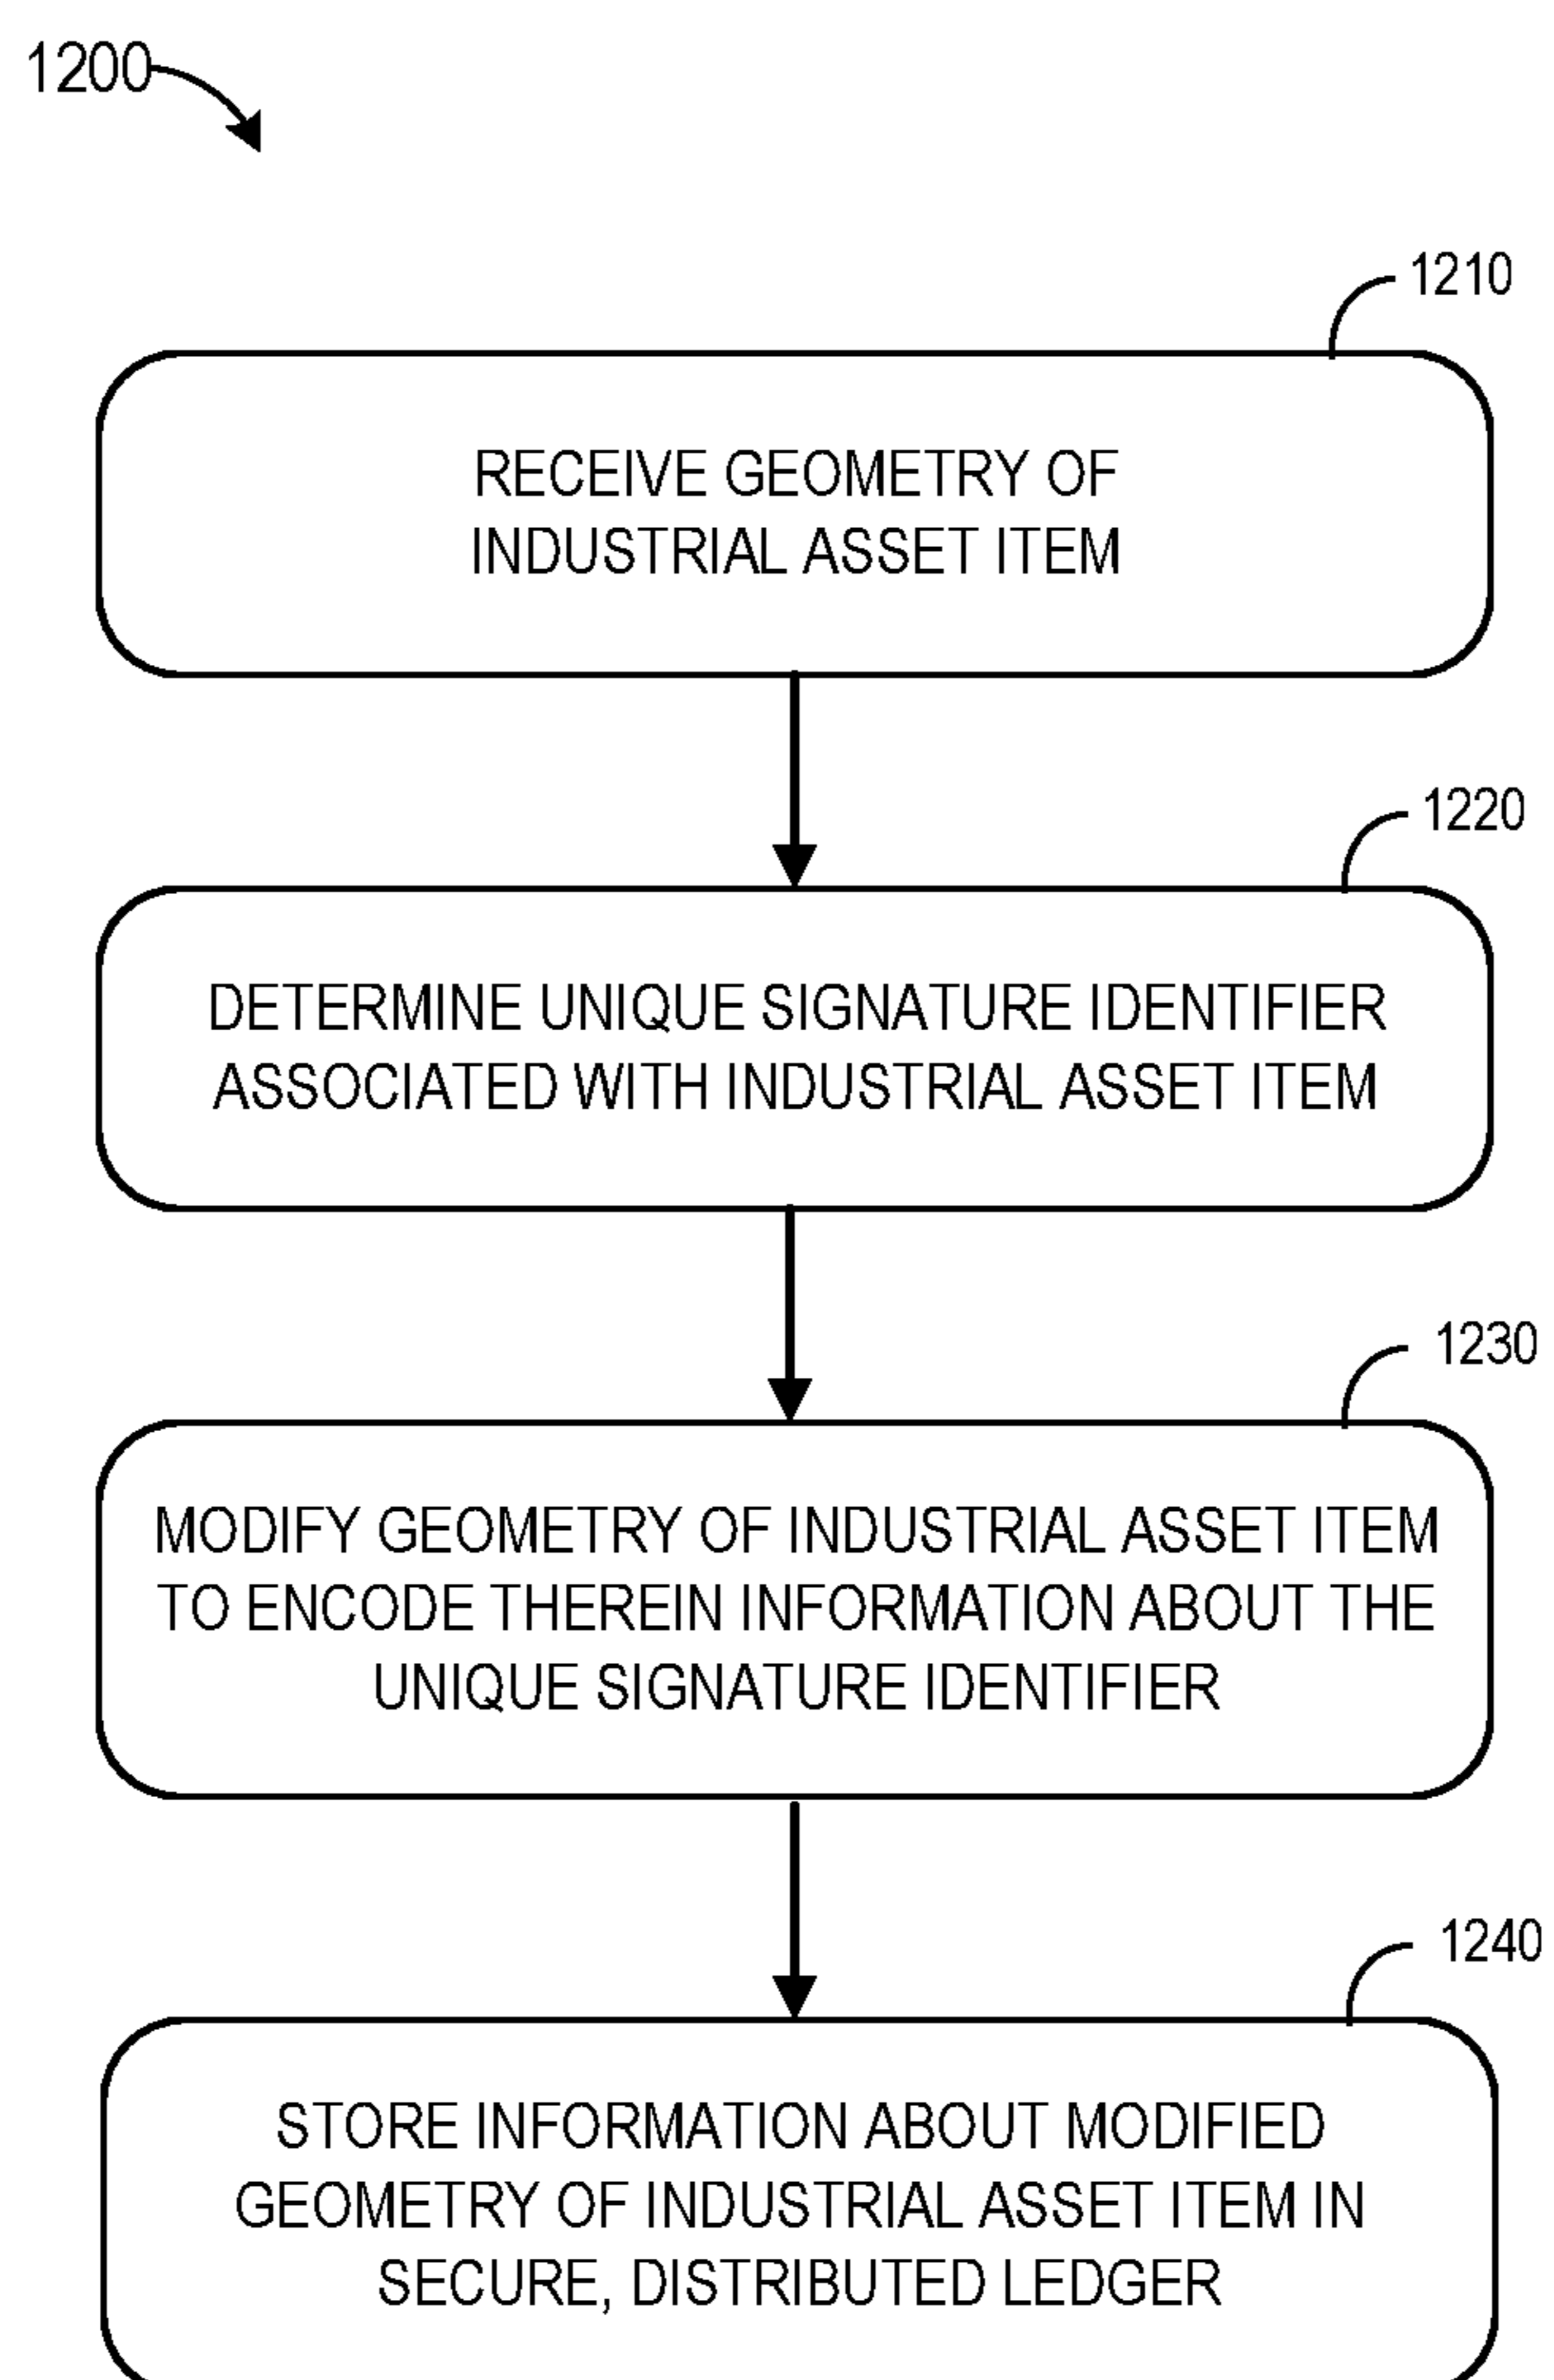 1200
1210
RECEIVE GEOMETRY OF
INDUSTRIAL ASSET ITEM
1220
DETERMINE UNIQUE SIGNATURE IDENTIFIER
ASSOCIATED WITH INDUSTRIAL ASSET ITEM
1230
MODIFY GEOMETRY OF INDUSTRIAL ASSET ITEM
TO ENCODE THEREIN INFORMATION ABOUT THE
UNIQUE SIGNATURE IDENTIFIER
1240
STORE INFORMATION ABOUT MODIFIED
GEOMETRY OF INDUSTRIAL ASSET ITEM IN
SECURE, DISTRIBUTED LEDGER